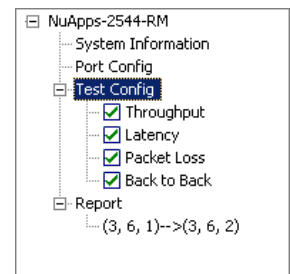 NuApps-2544-RM
System Information
Port Config
Test Config
Throughput
Latency
Packet Loss
Back to Back
Report
(3, 6, 1)-->(3, 6, 2)